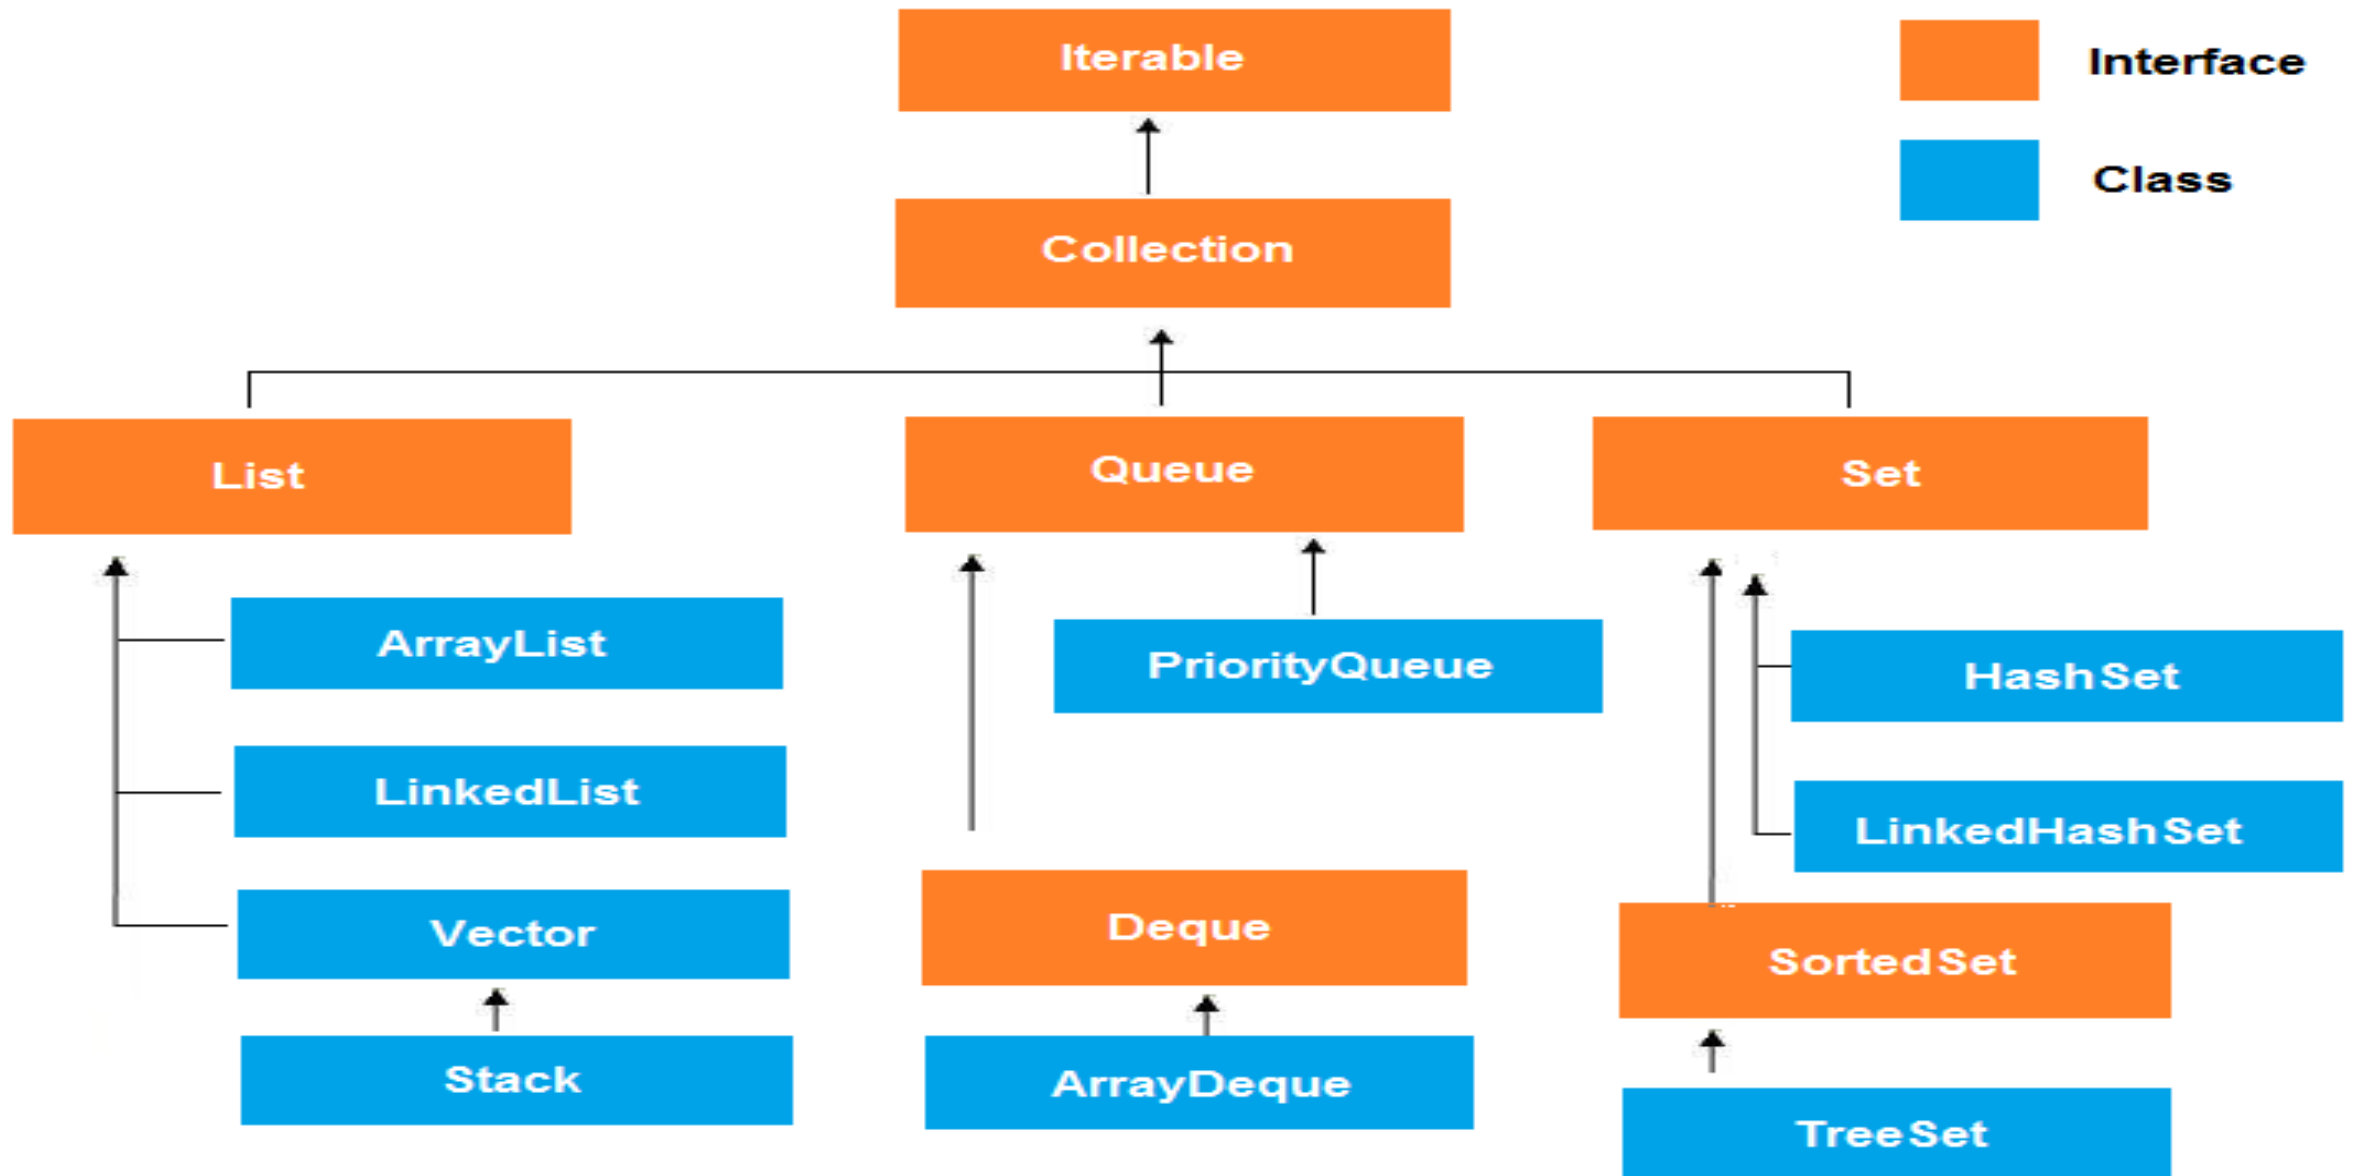 Iterable
Interface
Class
Collection
List
Queue
Set
ArrayList
PriorityQueue
HashSet
LinkedList
LinkedHashSet
Vector
Deque
SortedSet
Stack
ArrayDeque
TreeSet